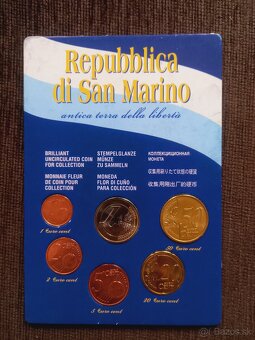 Repubblica
di San Marino
antica terra della libertà
BRILLIANT
UNCIRCULATED COIN
FOR COLLECTION
MONNAIE FLEUR
DE COIN POUR
COLLECTION
STEMPELGLANZE
MÜNZE
ZU SAMMELN
MONEDA
FLOR DI CUÑO
PARA COLECCIÓN
КОЛЛЕКЦИОННАЯ
МОНЕТА
1 Euro cent
2 Euro cent
5 Euro cent
20 Euro cent
Euro cent